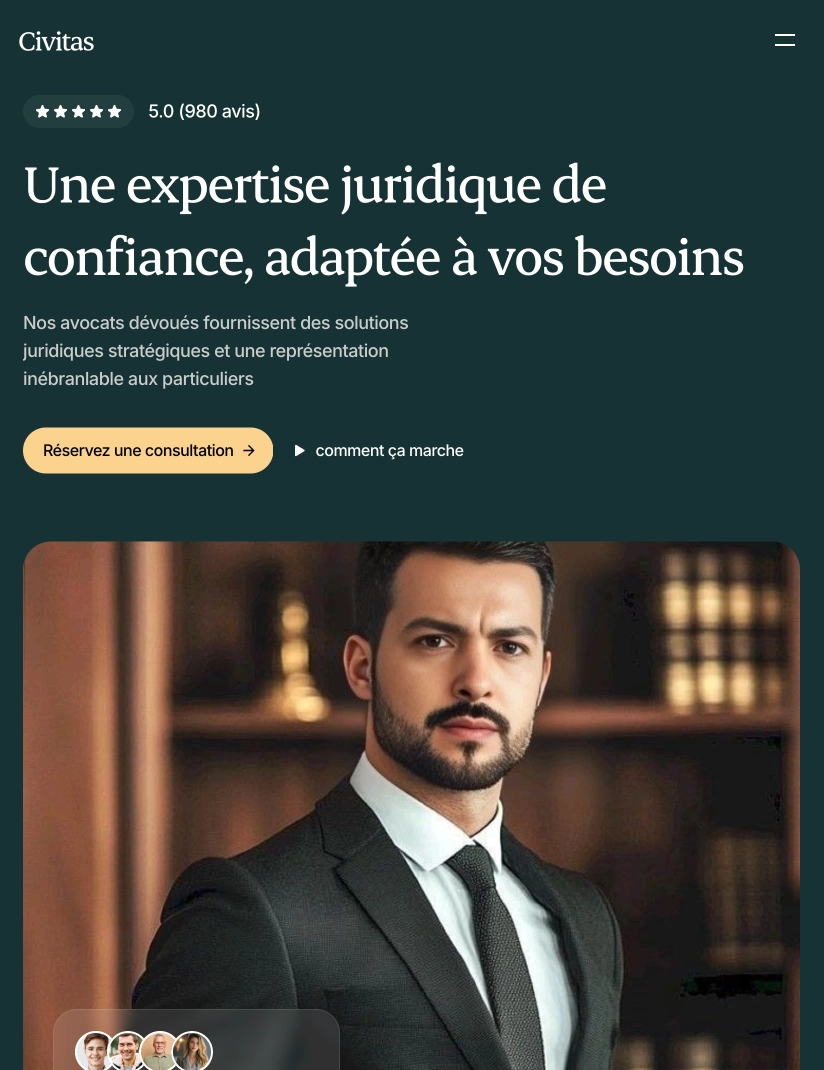 Civitas
5.0 (980 avis)
Une expertise juridique de
confiance, adaptée à vos besoins
Nos avocats dévoués fournissent des solutions
juridiques stratégiques et une représentation
inébranlable aux particuliers
Réservez une consultation →
comment ça marche